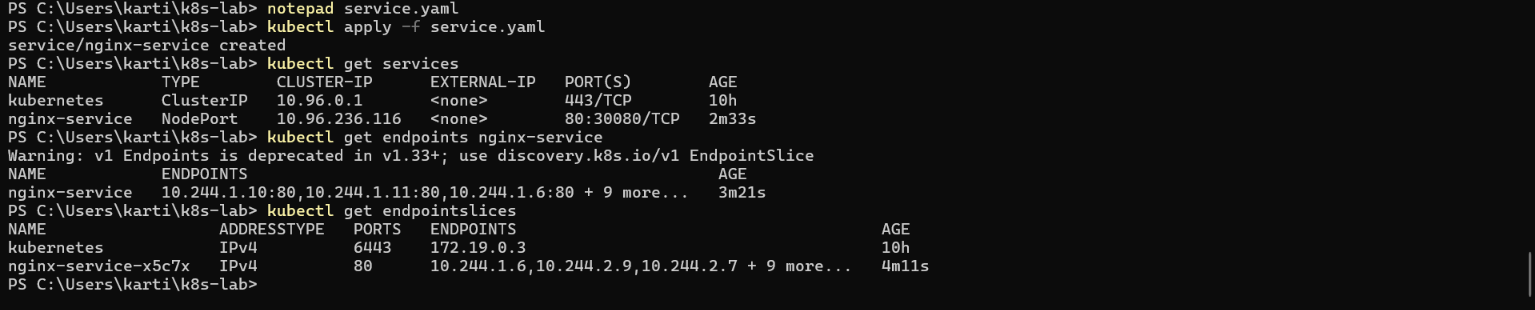 PS C:\Users\karti\k8s-lab> notepad service.yaml
PS C:\Users\karti\k8s-lab> kubectl apply -f service.yaml
service/nginx-service created
PS C:\Users\karti\k8s-lab> kubectl get services
NAME            TYPE        CLUSTER-IP      EXTERNAL-IP   PORT(S)        AGE
kubernetes      ClusterIP   10.96.0.1       <none>        443/TCP        10h
nginx-service   NodePort    10.96.236.116   <none>        80:30080/TCP   2m33s
PS C:\Users\karti\k8s-lab> kubectl get endpoints nginx-service
Warning: v1 Endpoints is deprecated in v1.33+; use discovery.k8s.io/v1 EndpointSlice
NAME            ENDPOINTS                                                  AGE
nginx-service   10.244.1.10:80,10.244.1.11:80,10.244.1.6:80 + 9 more...   3m21s
PS C:\Users\karti\k8s-lab> kubectl get endpointslices
NAME                  ADDRESSTYPE   PORTS   ENDPOINTS                                      AGE
kubernetes            IPv4          6443    172.19.0.3                                     10h
nginx-service-x5c7x   IPv4          80      10.244.1.6,10.244.2.9,10.244.2.7 + 9 more...   4m11s
PS C:\Users\karti\k8s-lab>